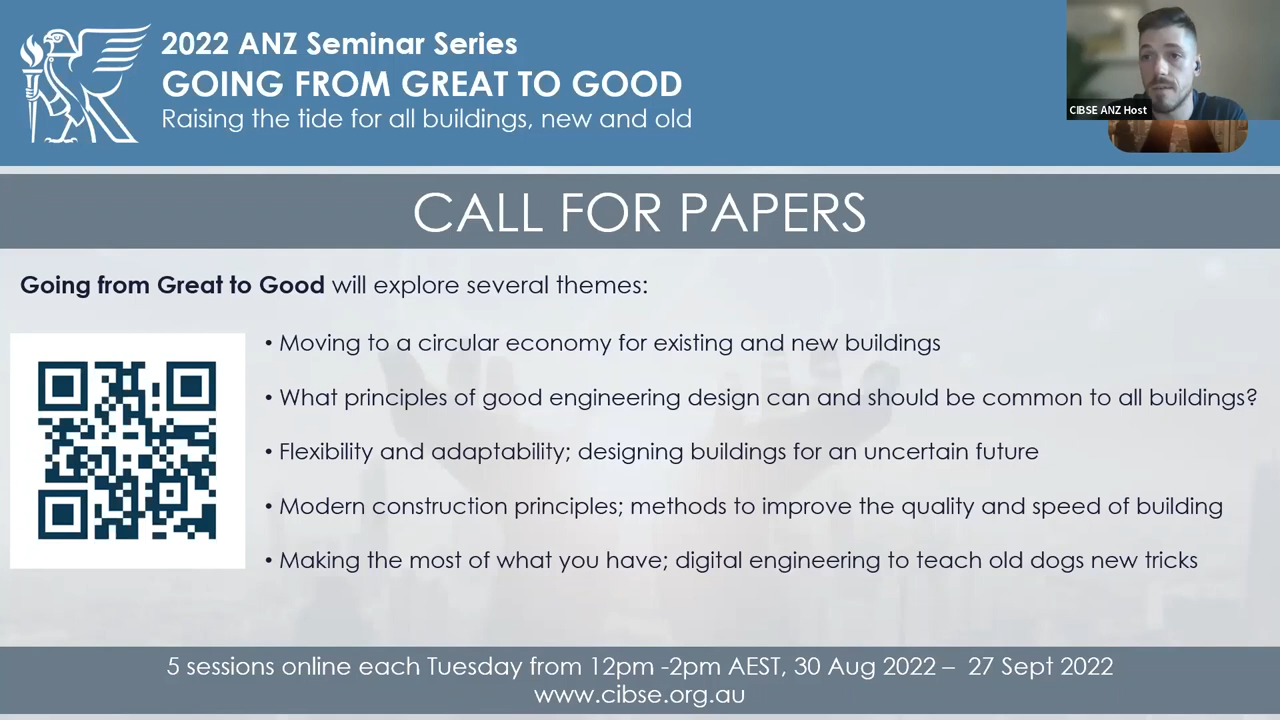 2022 ANZ Seminar Series
GOING FROM GREAT TO GOOD
Raising the tide for all buildings, new and old
CIBSE ANZ Host
CALL FOR PAPERS
Going from Great to Good will explore several themes:
• Moving to a circular economy for existing and new buildings
• What principles of good engineering design can and should be common to all buildings?
• Flexibility and adaptability; designing buildings for an uncertain future
• Modern construction principles; methods to improve the quality and speed of building
• Making the most of what you have; digital engineering to teach old dogs new tricks
5 sessions online each Tuesday from 12pm -2pm AEST, 30 Aug 2022 – 27 Sept 2022
www.cibse.org.au